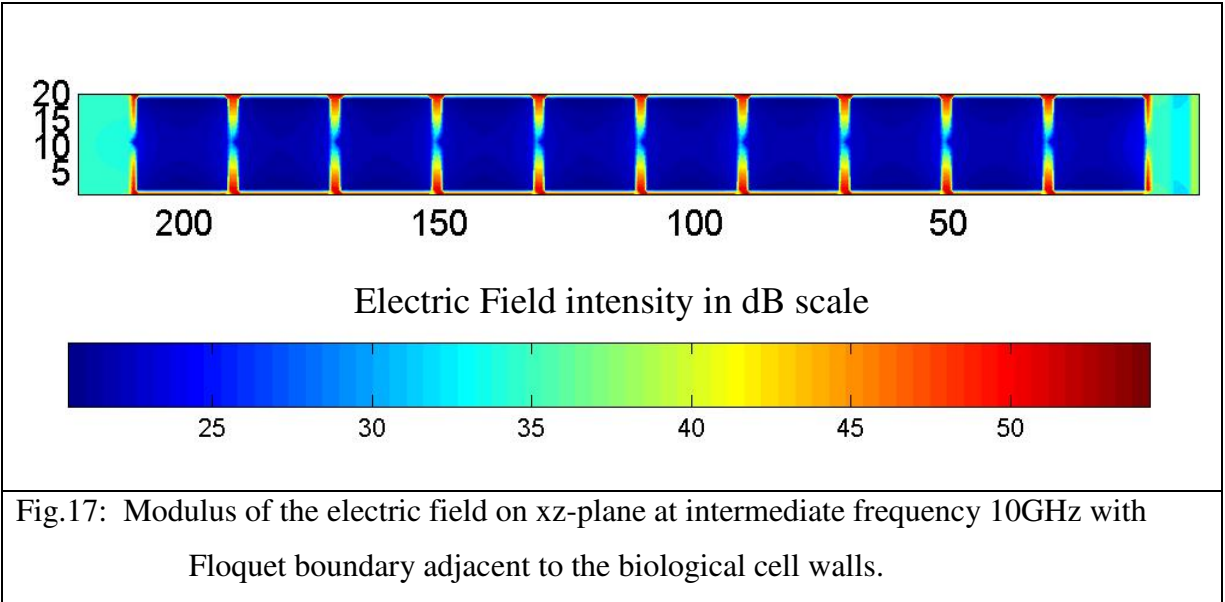 20
15
10
5
200 150 100 50
Electric Field intensity in dB scale
25 30 35 40 45 50
Fig.17: Modulus of the electric field on xz-plane at intermediate frequency 10GHz with
Floquet boundary adjacent to the biological cell walls.